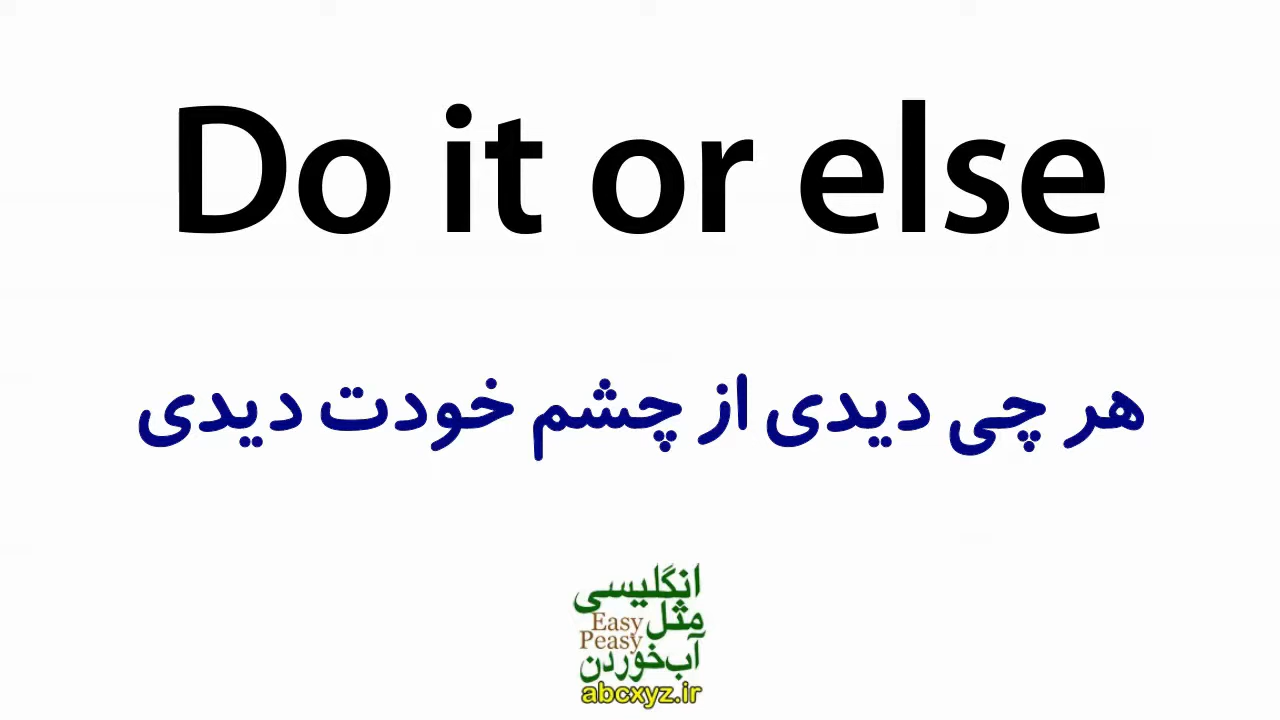 Do it or else
هر چی دیدی از چشم خودت دیدی
انگلیسی
مثل Easy
Peasy
آب‌خوردن
abcxyz.ir